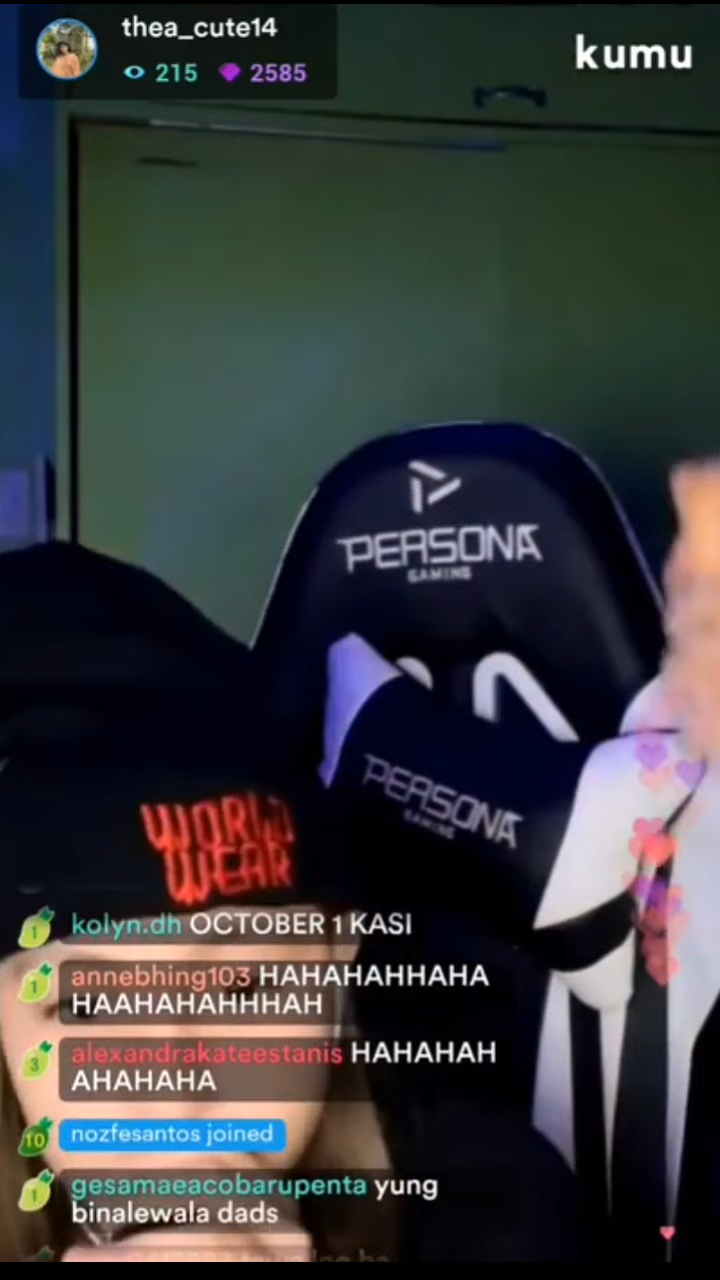 thea_cute14
215 2585
kumu
PERSONA
GAMING
PERSONA
GAMING
WORLD
WEAR
1 kolyn.dh OCTOBER 1 KASI
1 annebhing103 HAHAHAHHAHA
HAAHAHAHHHAH
3 alexandrakateestanis HAHAHAH
AHAHAHA
10 nozfesantos joined
1 gesamaeacobarupenta yung
binalewala dads